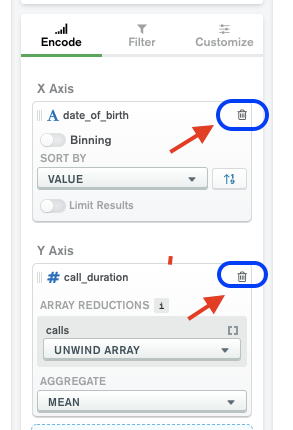 Encode
Filter
Customize
X Axis
A date_of_birth
Binning
SORT BY
VALUE
Limit Results
Y Axis
# call_duration
ARRAY REDUCTIONS i
calls []
UNWIND ARRAY
AGGREGATE
MEAN